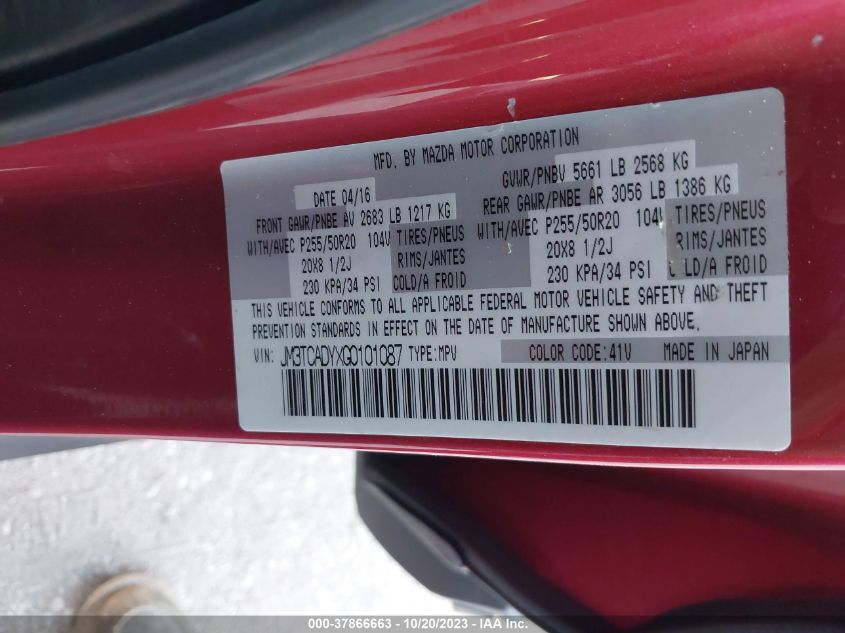 MFD. BY MAZDA MOTOR CORPORATION
DATE 04/16
GVWR/PNBV 5661 LB 2568 KG
FRONT GAWR/PNBE AV 2683 LB 1217 KG
REAR GAWR/PNBE AR 3056 LB 1386 KG
WITH/AVEC P255/50R20 104V TIRES/PNEUS
WITH/AVEC P255/50R20 104V TIRES/PNEUS
20X8 1/2J RIMS/JANTES
20X8 1/2J RIMS/JANTES
230 KPA/34 PSI COLD/A FROID
230 KPA/34 PSI COLD/A FROID
THIS VEHICLE CONFORMS TO ALL APPLICABLE FEDERAL MOTOR VEHICLE SAFETY AND THEFT
PREVENTION STANDARDS IN EFFECT ON THE DATE OF MANUFACTURE SHOWN ABOVE.
VIN: JM3TCADYXG0101087 TYPE:MPV
COLOR CODE:41V MADE IN JAPAN
000-37866663 - 10/20/2023 - IAA Inc.